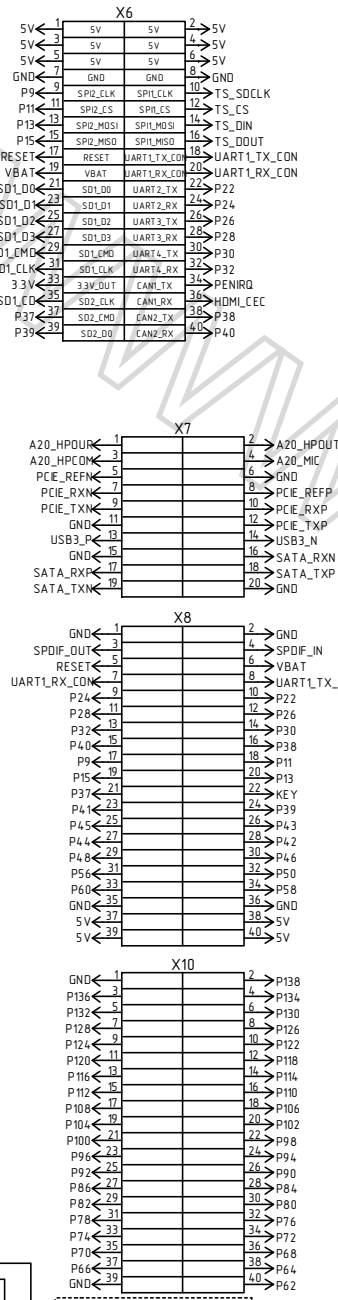 X6
5V 1 5V 5V 2 5V
5V 3 5V 5V 4 5V
5V 5 5V 5V 6 5V
GND 7 GND GND 8 GND
P9 9 SPI2_CLK SPI1_CLK 10 TS_SDCLK
P11 11 SPI2_CS SPI1_CS 12 TS_CS
P13 13 SPI2_MOSI SPI1_MOSI 14 TS_DIN
P15 15 SPI2_MISO SPI1_MISO 16 TS_DOUT
RESET 17 RESET UART1_TX_CON 18 UART1_TX_CON
VBAT 19 VBAT UART1_RX_CON 20 UART1_RX_CON
SD1_D0 21 SD1_D0 UART2_TX 22 P22
SD1_D1 23 SD1_D1 UART2_RX 24 P24
SD1_D2 25 SD1_D2 UART3_TX 26 P26
SD1_D3 27 SD1_D3 UART3_RX 28 P28
SD1_CMD 29 SD1_CMD UART4_TX 30 P30
D1_CLK 31 SD1_CLK UART4_RX 32 P32
3.3V 33 3.3V_OUT CAN1_TX 34 PENIRQ
SD1_CD 35 SD2_CLK CAN1_RX 36 HDMI_CEC
P37 37 SD2_CMD CAN2_TX 38 P38
P39 39 SD2_D0 CAN2_RX 40 P40
X7
A20_HPOUR 1 2 A20_HPOUT
A20_HPCOM 3 4 A20_MIC
PCIE_REFN 5 6 GND
PCIE_RXN 7 8 PCIE_REFP
PCIE_TXN 9 10 PCIE_RXP
GND 11 12 PCIE_TXP
USB3_P 13 14 USB3_N
GND 15 16 SATA_RXN
SATA_RXP 17 18 SATA_TXP
SATA_TXN 19 20 GND
X8
GND 1 2 GND
SPDIF_OUT 3 4 SPDIF_IN
RESET 5 6 VBAT
UART1_RX_CON 7 8 UART1_TX_
P24 9 10 P22
P28 11 12 P26
P32 13 14 P30
P40 15 16 P38
P9 17 18 P11
P15 19 20 P13
P37 21 22 KEY
P41 23 24 P39
P45 25 26 P43
P44 27 28 P42
P48 29 30 P46
P56 31 32 P50
P60 33 34 P58
GND 35 36 GND
5V 37 38 5V
5V 39 40 5V
X10
GND 1 2 P138
P136 3 4 P134
P132 5 6 P130
P128 7 8 P126
P124 9 10 P122
P120 11 12 P118
P116 13 14 P114
P112 15 16 P110
P108 17 18 P106
P104 19 20 P102
P100 21 22 P98
P96 23 24 P94
P92 25 26 P90
P86 27 28 P84
P82 29 30 P80
P78 31 32 P76
P74 33 34 P72
P70 35 36 P68
P66 37 38 P64
GND 39 40 P62